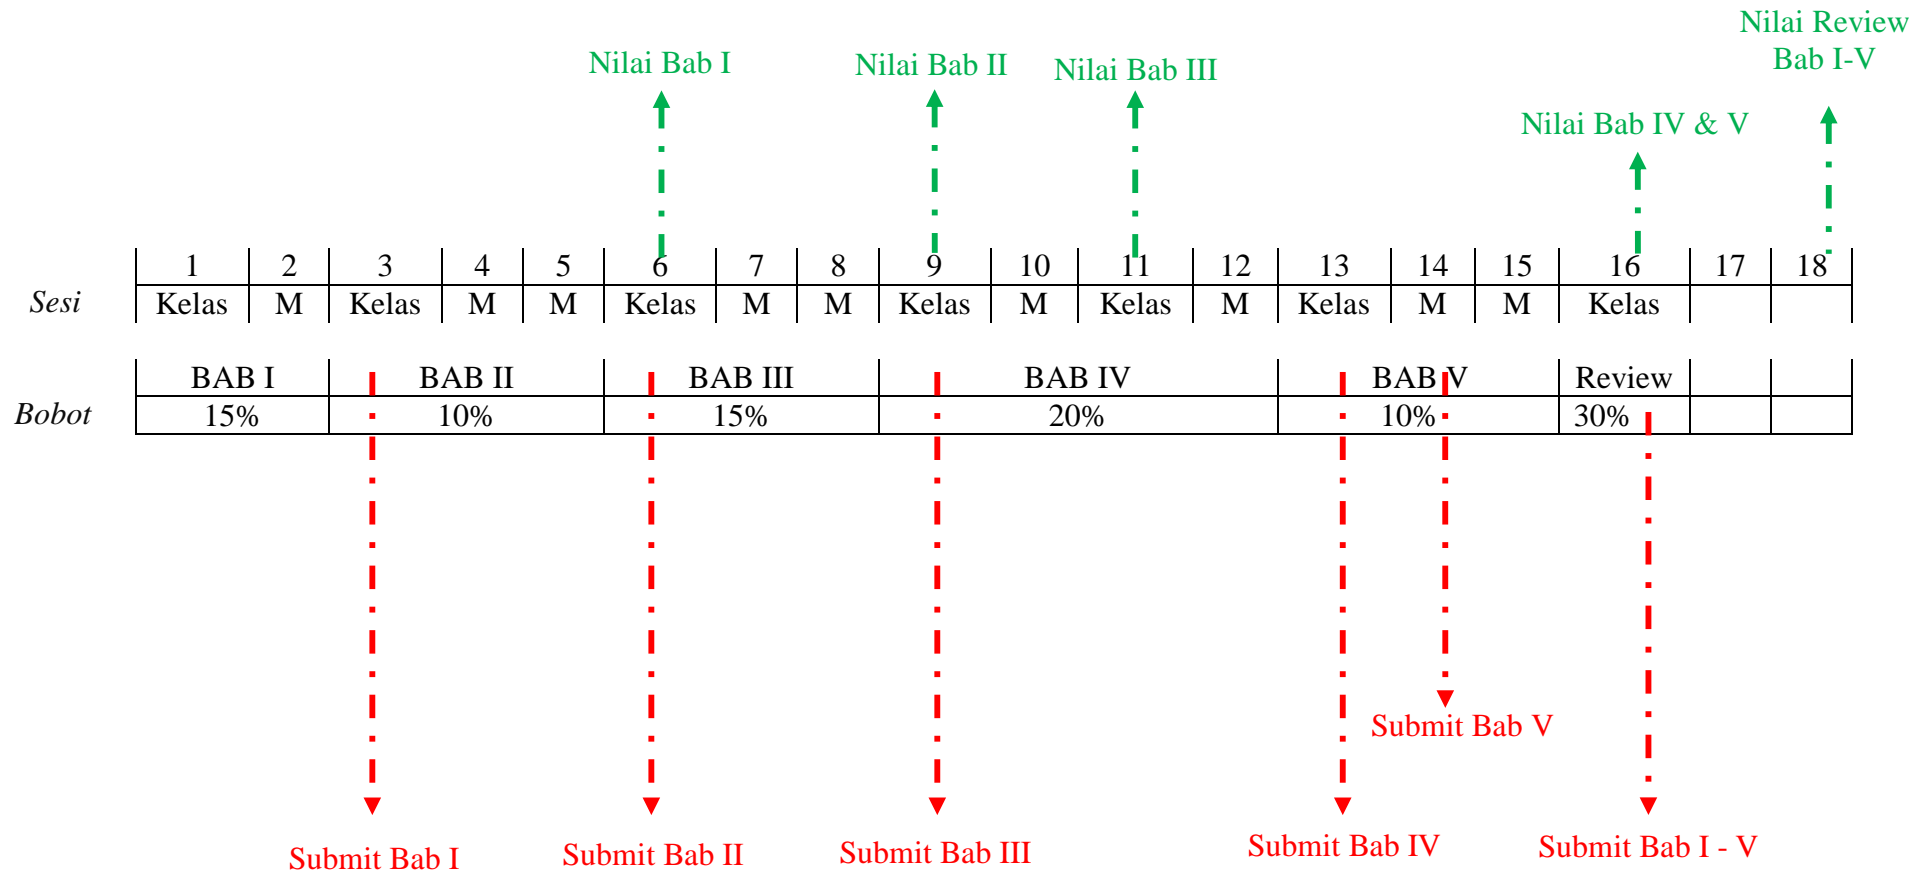 Nilai Review
Bab I-V
Nilai Bab I
Nilai Bab II
Nilai Bab III
Nilai Bab IV & V
1 2 3 4 5 6 7 8 9 10 11 12 13 14 15 16 17 18
Sesi Kelas M Kelas M M Kelas M M Kelas M Kelas M Kelas M M Kelas
BAB I BAB II BAB III BAB IV BAB V Review
Bobot 15% 10% 15% 20% 10% 30%
Submit Bab V
Submit Bab I
Submit Bab II
Submit Bab III
Submit Bab IV
Submit Bab I - V